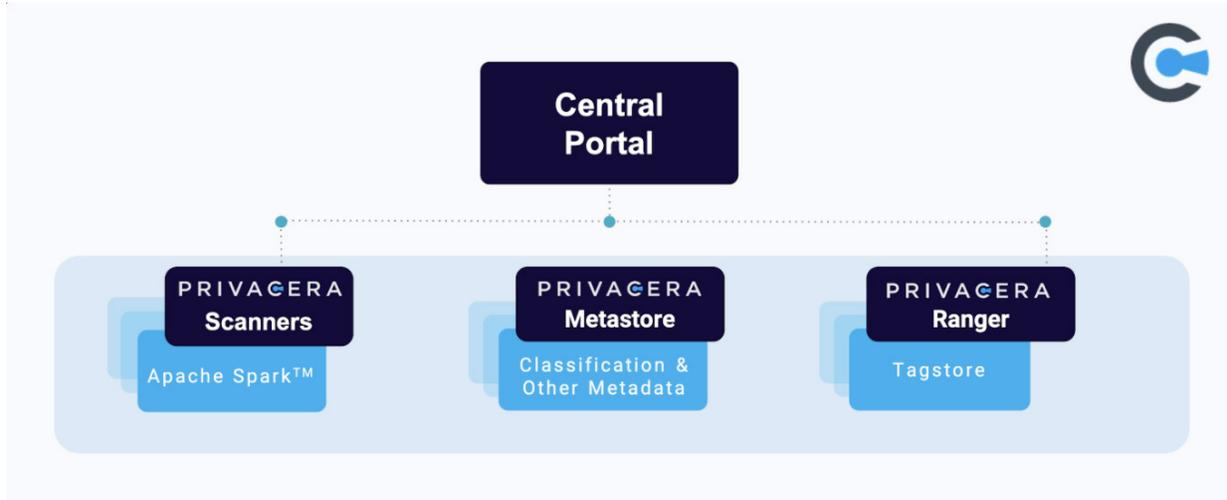 Central
Portal
PRIVACERA
Scanners
Apache Spark™
PRIVACERA
Metastore
Classification &
Other Metadata
PRIVACERA
Ranger
Tagstore